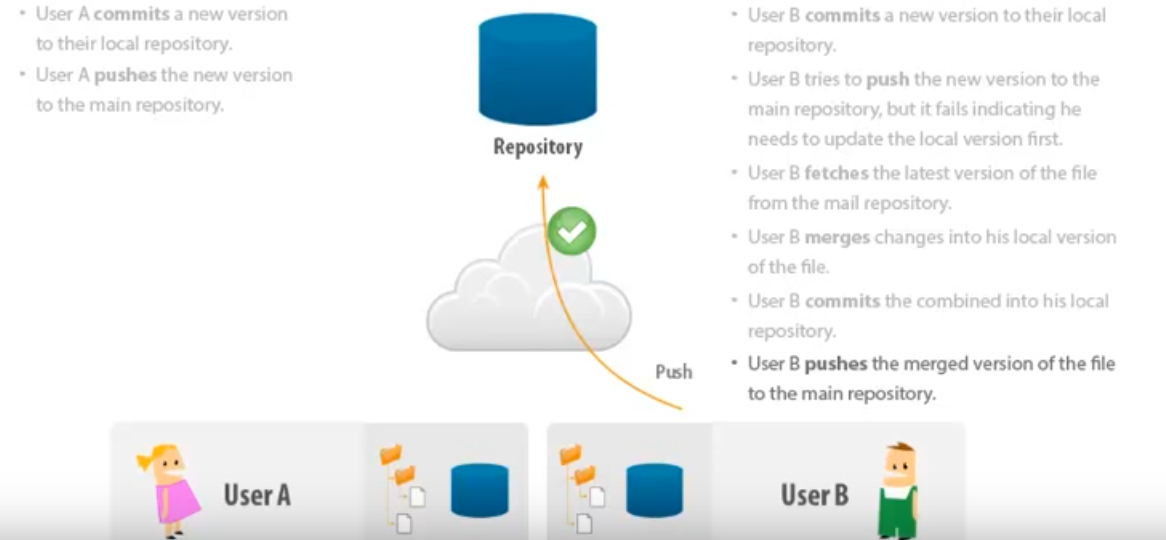 • User A commits a new version
to their local repository.
• User A pushes the new version
to the main repository.
Repository
• User B commits a new version to their local
repository.
• User B tries to push the new version to the
main repository, but it fails indicating he
needs to update the local version first.
• User B fetches the latest version of the file
from the mail repository.
• User B merges changes into his local version
of the file.
• User B commits the combined into his local
repository.
• User B pushes the merged version of the file
to the main repository.
Push
User A
User B